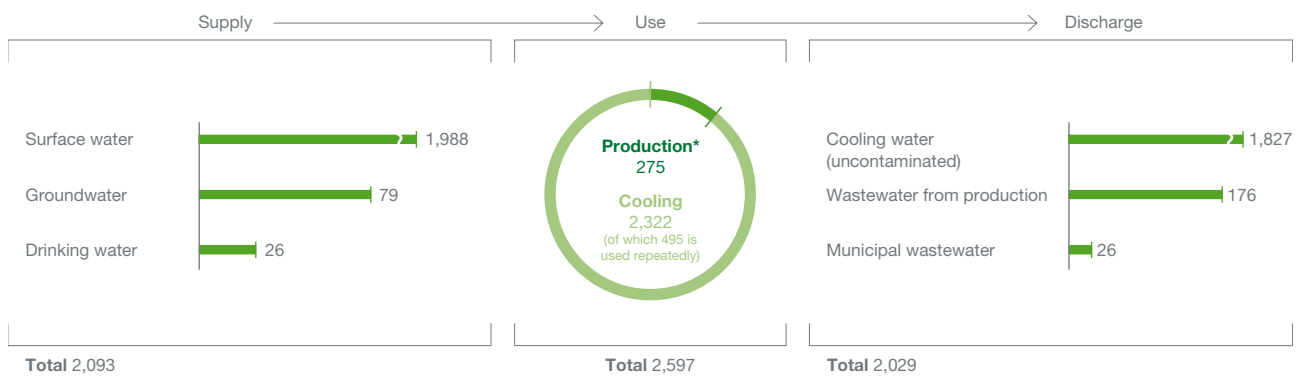 Supply
Use
Discharge
Surface water 1,988
Groundwater 79
Drinking water 26
Total 2,093
Production*
275
Cooling
2,322
(of which 495 is
used repeatedly)
Total 2,597
Cooling water 1,827
(uncontaminated)
Wastewater from production 176
Municipal wastewater 26
Total 2,029